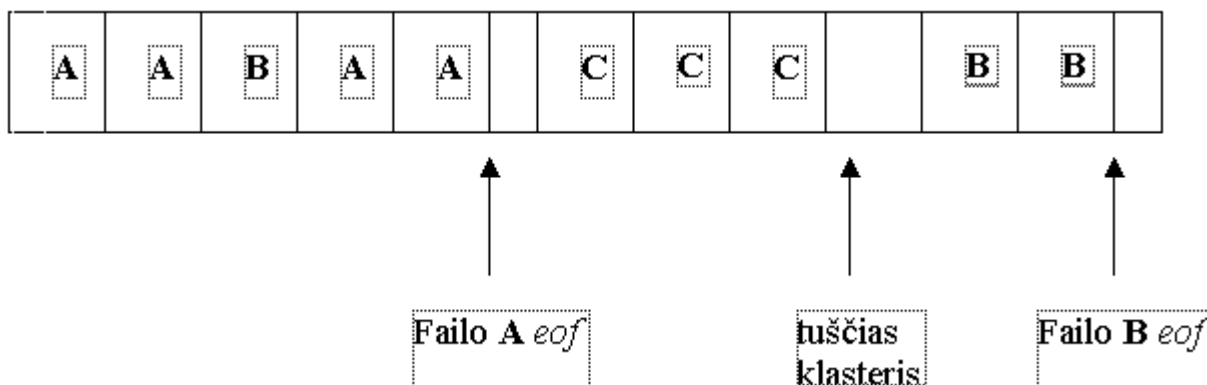 A A B A A C C C B B
Failo A eof
tuščias
klasteris
Failo B eof